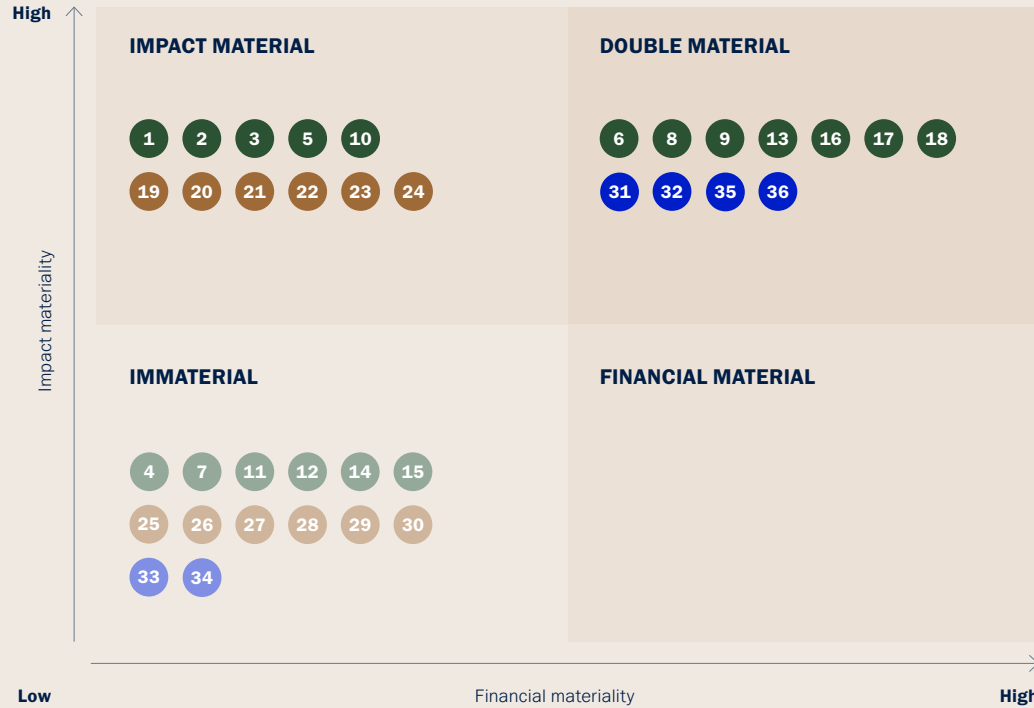 High
IMPACT MATERIAL
DOUBLE MATERIAL
1 2 3 5 10
6 8 9 13 16 17 18
19 20 21 22 23 24
31 32 35 36
Impact materiality
IMMATERIAL
FINANCIAL MATERIAL
4 7 11 12 14 15
25 26 27 28 29 30
33 34
Low
Financial materiality
High